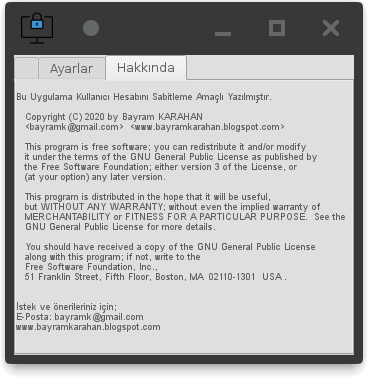 Ayarlar
Hakkında
Bu Uygulama Kullanıcı Hesabını Sabitleme Amaçlı Yazılmıştır.
Copyright (C) 2020 by Bayram KARAHAN
<bayramk@gmail.com> <www.bayramkarahan.blogspot.com>
This program is free software; you can redistribute it and/or modify
it under the terms of the GNU General Public License as published by
the Free Software Foundation; either version 3 of the License, or
(at your option) any later version.
This program is distributed in the hope that it will be useful,
but WITHOUT ANY WARRANTY; without even the implied warranty of
MERCHANTABILITY or FITNESS FOR A PARTICULAR PURPOSE. See the
GNU General Public License for more details.
You should have received a copy of the GNU General Public License
along with this program; if not, write to the
Free Software Foundation, Inc.,
51 Franklin Street, Fifth Floor, Boston, MA 02110-1301 USA .
İstek ve önerileriniz için;
E-Posta: bayramk@gmail.com
www.bayramkarahan.blogspot.com